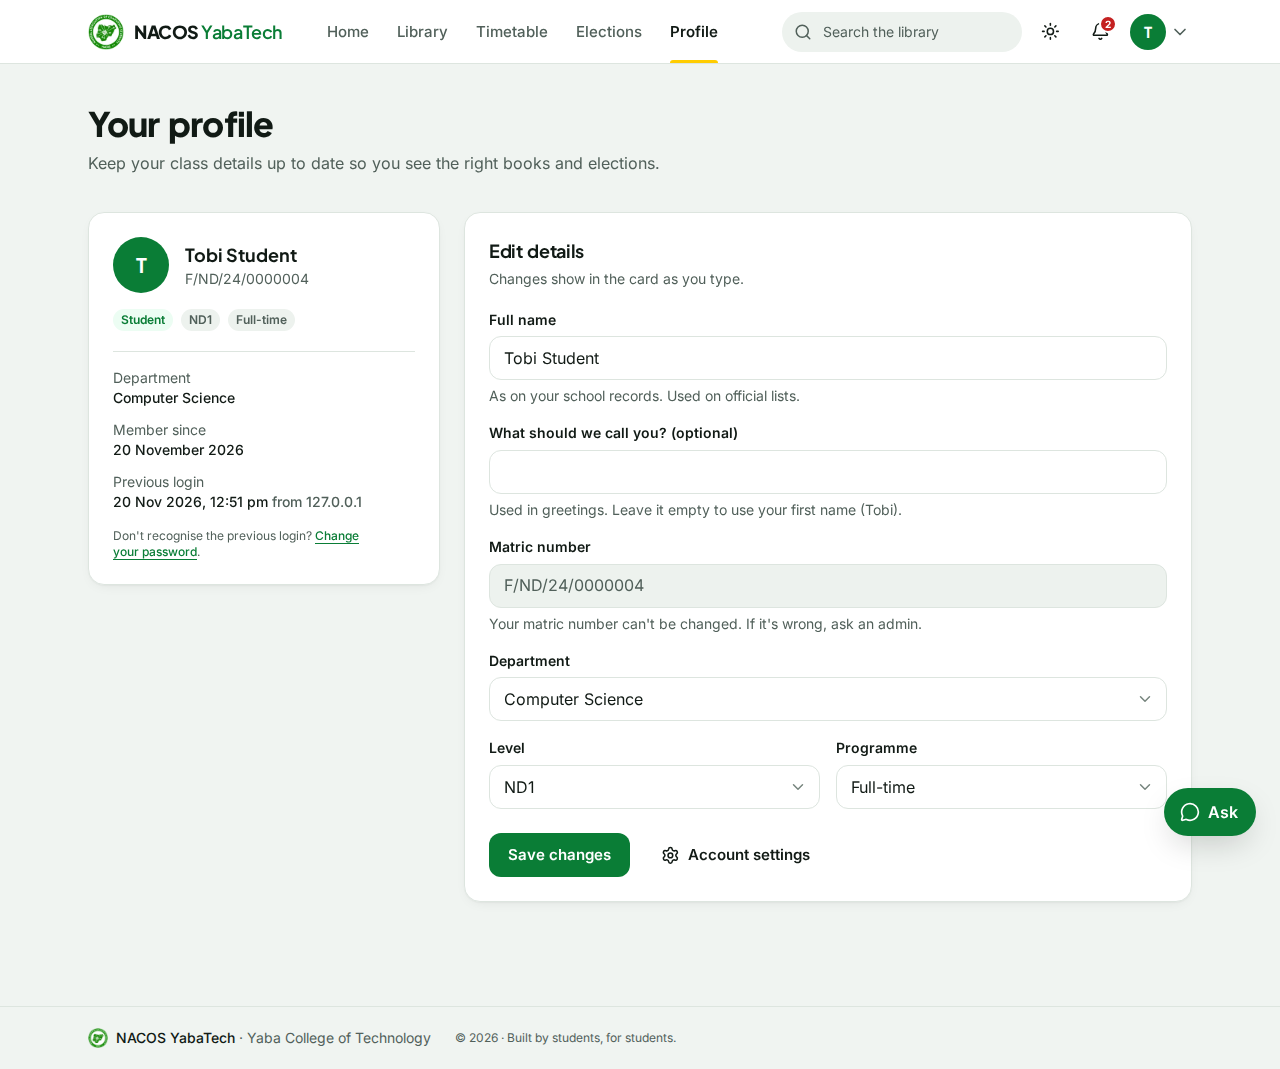 NACOS YabaTech
Home
Library
Timetable
Elections
Profile
Search the library
2
T
Your profile
Keep your class details up to date so you see the right books and elections.
T
Tobi Student
F/ND/24/0000004
Student
ND1
Full-time
Department
Computer Science
Member since
20 November 2026
Previous login
20 Nov 2026, 12:51 pm from 127.0.0.1
Don't recognise the previous login? Change
your password.
Edit details
Changes show in the card as you type.
Full name
Tobi Student
As on your school records. Used on official lists.
What should we call you? (optional)
Used in greetings. Leave it empty to use your first name (Tobi).
Matric number
F/ND/24/0000004
Your matric number can't be changed. If it's wrong, ask an admin.
Department
Computer Science
Level
Programme
ND1
Full-time
Ask
Save changes
Account settings
NACOS YabaTech · Yaba College of Technology
© 2026 · Built by students, for students.